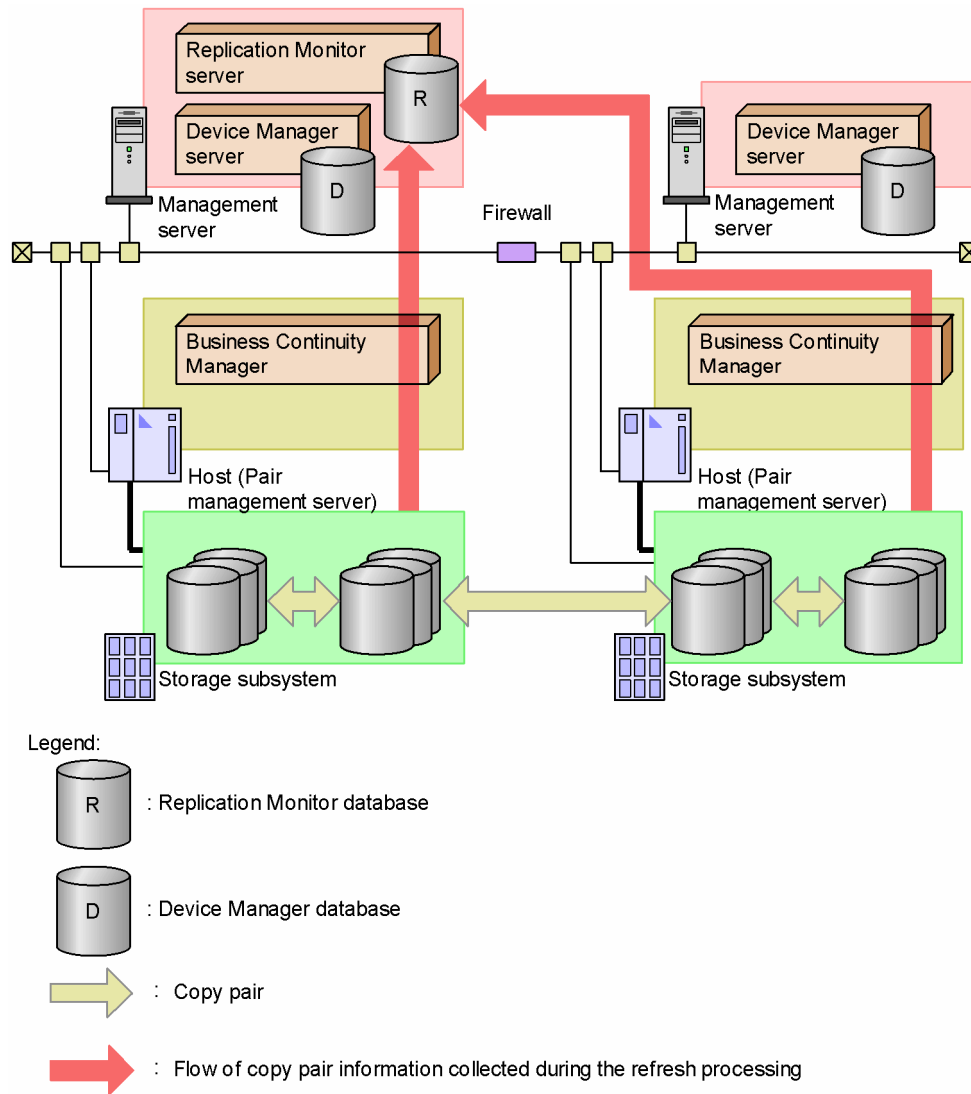 Replication Monitor
server
R
Device Manager
server
D
Management
server
Firewall
Device Manager
server
D
Management
server
Business Continuity
Manager
Business Continuity
Manager
Host (Pair
management server)
Host (Pair
management server)
Storage subsystem
Storage subsystem
Legend:
R
: Replication Monitor database
D
: Device Manager database
: Copy pair
: Flow of copy pair information collected during the refresh processing